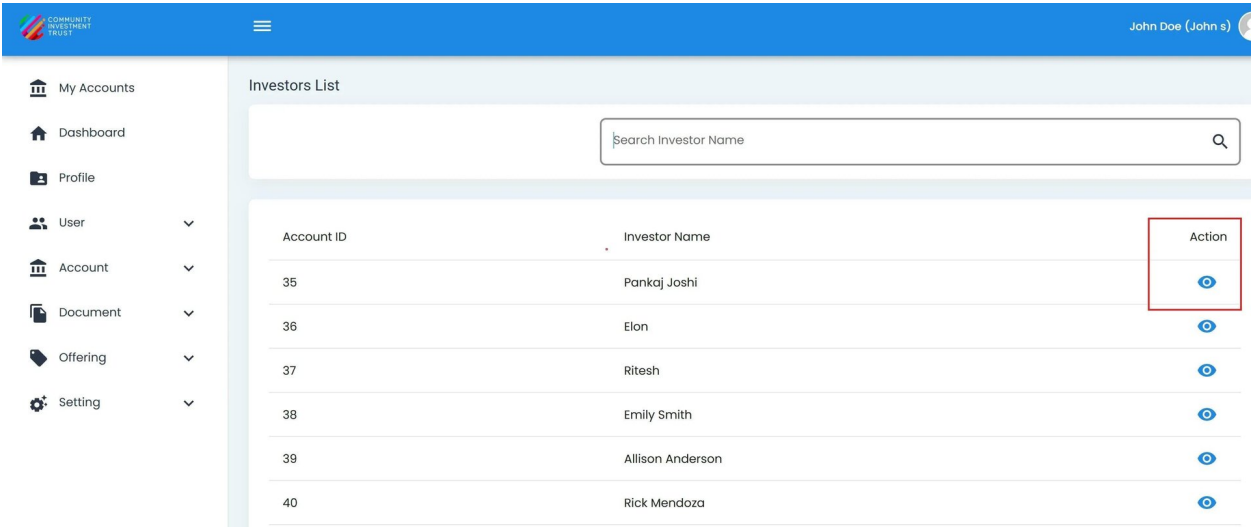 COMMUNITY
INVESTMENT
TRUST
John Doe (John s)
My Accounts
Dashboard
Profile
User
Account
Document
Offering
Setting
Investors List
Search Investor Name
Account ID Investor Name Action
35 Pankaj Joshi
36 Elon
37 Ritesh
38 Emily Smith
39 Allison Anderson
40 Rick Mendoza